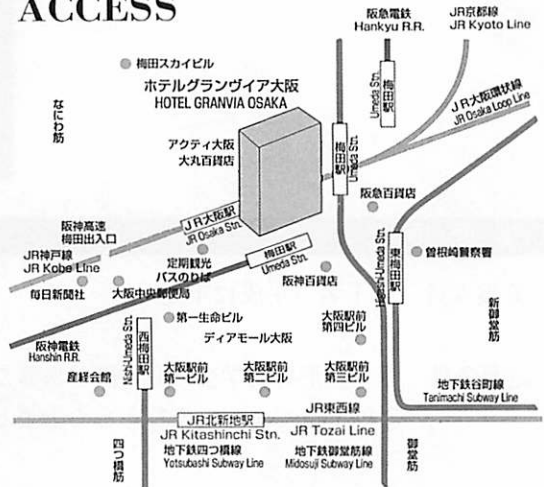 ACCESS
阪急電鉄
Hankyu R.R.
JR京都線
JR Kyoto Line
梅田スカイビル
ホテルグランヴィア大阪
HOTEL GRANVIA OSAKA
梅田駅
Umeda Stn.
JR大阪環状線
JR Osaka Loop Line
なにわ筋
アクティ大阪
大丸百貨店
梅田駅
Umeda Stn.
阪急百貨店
JR大阪駅
JR Osaka Stn.
阪神高速
梅田出入口
梅田駅
Umeda Stn.
東梅田駅
Higashi-Umeda Stn.
曽根崎警察署
JR神戸線
JR Kobe Line
定期観光
バスのりば
阪神百貨店
毎日新聞社
大阪中央郵便局
新御堂筋
第一生命ビル
ディアモール大阪
大阪駅前
第四ビル
阪神電鉄
Hanshin R.R.
西梅田駅
Nishi-Umeda Stn.
産経会館
大阪駅前
第一ビル
大阪駅前
第二ビル
大阪駅前
第三ビル
地下鉄谷町線
Tanimachi Subway Line
JR北新地駅
JR Kitashinchi Stn.
JR東西線
JR Tozai Line
四つ橋筋
地下鉄四つ橋線
Yotsubashi Subway Line
地下鉄御堂筋線
Midosuji Subway Line
御堂筋